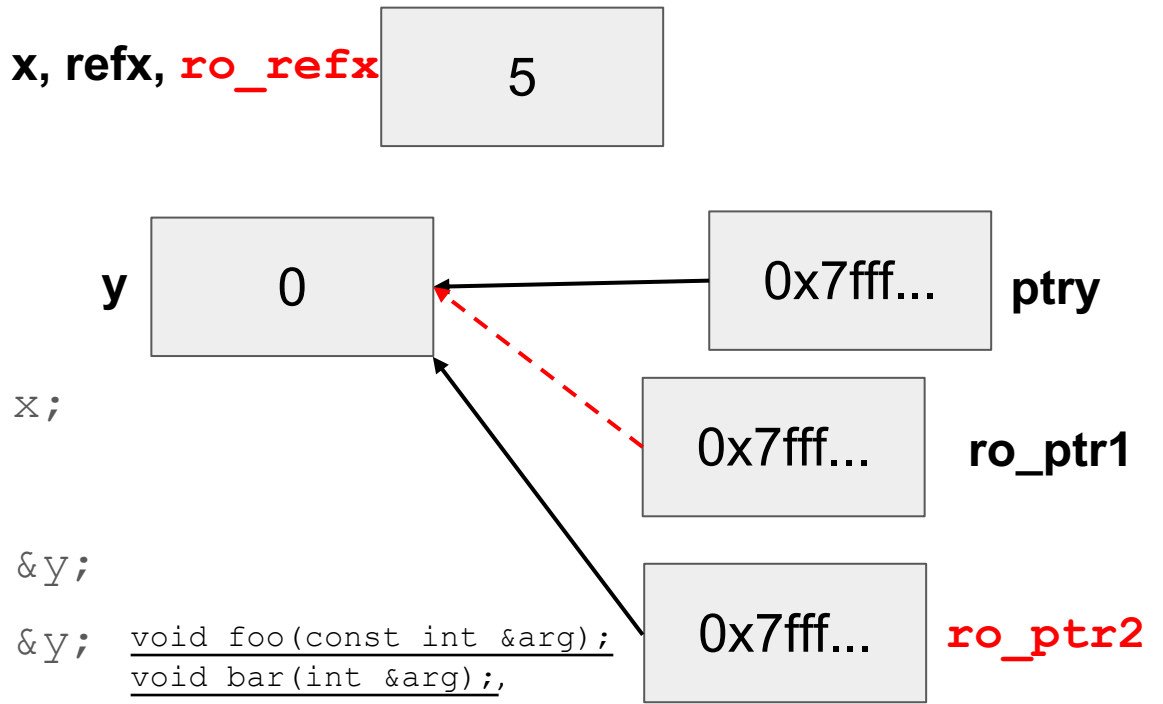 x, refx, ro_refx
5
y
0
0x7fff...
ptry
x;
0x7fff...
ro_ptr1
&y;
&y;
void foo(const int &arg);
void bar(int &arg);,
0x7fff...
ro_ptr2